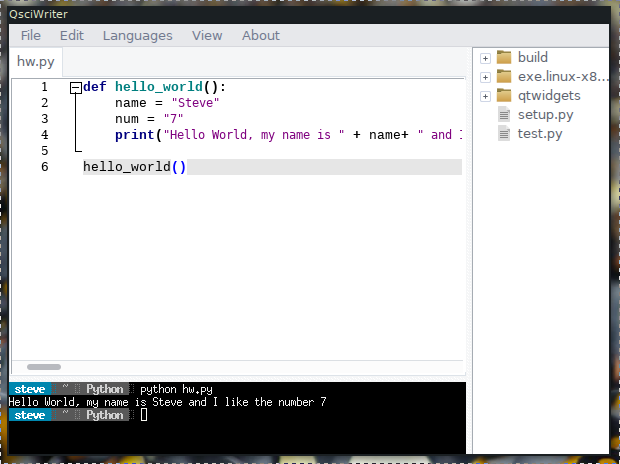 QsciWriter
File Edit Languages View About
hw.py
1 def hello_world():
2 name = "Steve"
3 num = "7"
4 print("Hello World, my name is " + name+ " and I
5
6 hello_world()
build
exe.linux-x8...
qtwidgets
setup.py
test.py
steve ~ Python python hw.py
Hello World, my name is Steve and I like the number 7
steve ~ Python